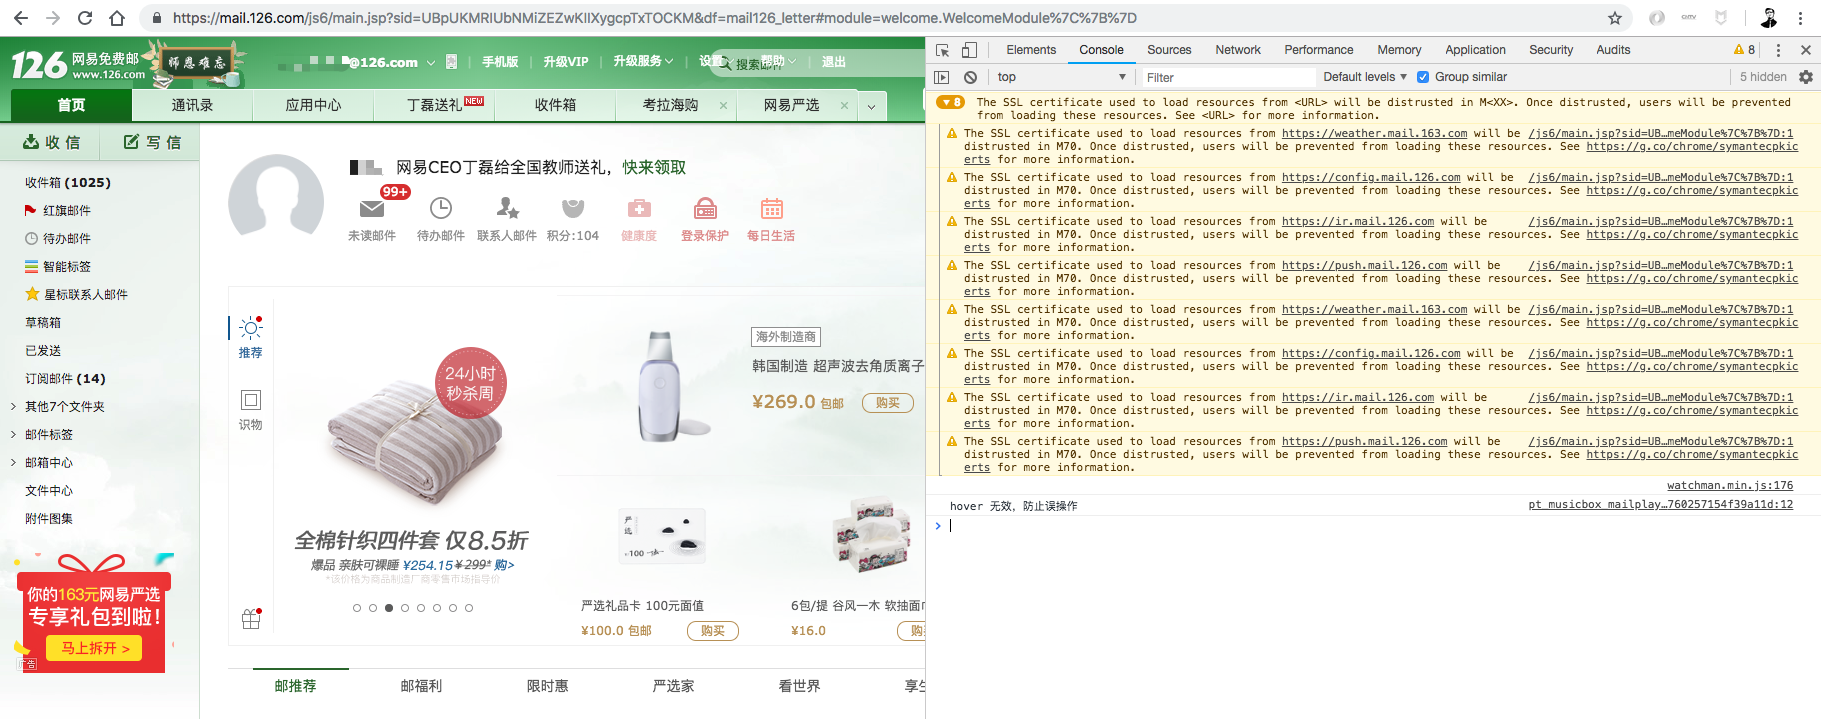 https://mail.126.com/js6/main.jsp?sid=UBpUKMRIUbNMiZEZwKIlXygcpTxTOCKM&df=mail126_letter#module=welcome.WelcomeModule%7C%7B%7D
126 网易免费邮
www.126.com
师恩难忘
@126.com
手机版
升级VIP
升级服务
设置
搜索邮件
帮助
退出
首页
通讯录
应用中心
丁磊送礼 NEW
收件箱
考拉海购 ×
网易严选 ×
收 信
写 信
收件箱 (1025)
红旗邮件
待办邮件
智能标签
星标联系人邮件
草稿箱
已发送
订阅邮件 (14)
其他7个文件夹
邮件标签
邮箱中心
文件中心
附件图集
你的163元网易严选
专享礼包到啦!
马上拆开 >
广告
网易CEO丁磊给全国教师送礼，快来领取
99+
未读邮件
待办邮件
联系人邮件
积分:104
健康度
登录保护
每日生活
推荐
识物
24小时
秒杀周
全棉针织四件套 仅8.5折
爆品 亲肤可裸睡 ¥254.15 ¥299* 购>
*该价格为商品制造厂商零售市场指导价
海外制造商
韩国制造 超声波去角质离子
¥269.0 包邮
购买
严选
¥100
严选礼品卡 100元面值
¥100.0 包邮
购买
6包/提 谷风一木 软抽面巾
¥16.0
购
邮推荐
邮福利
限时惠
严选家
看世界
享生
Elements
Console
Sources
Network
Performance
Memory
Application
Security
Audits
8
top
Filter
Default levels
Group similar
5 hidden
8
The SSL certificate used to load resources from <URL> will be distrusted in M<XX>. Once distrusted, users will be prevented
from loading these resources. See <URL> for more information.
The SSL certificate used to load resources from https://weather.mail.163.com will be /js6/main.jsp?sid=UB…meModule%7C%7B%7D:1
distrusted in M70. Once distrusted, users will be prevented from loading these resources. See https://g.co/chrome/symantecpkic
erts for more information.
The SSL certificate used to load resources from https://config.mail.126.com will be /js6/main.jsp?sid=UB…meModule%7C%7B%7D:1
distrusted in M70. Once distrusted, users will be prevented from loading these resources. See https://g.co/chrome/symantecpkic
erts for more information.
The SSL certificate used to load resources from https://ir.mail.126.com will be /js6/main.jsp?sid=UB…meModule%7C%7B%7D:1
distrusted in M70. Once distrusted, users will be prevented from loading these resources. See https://g.co/chrome/symantecpkic
erts for more information.
The SSL certificate used to load resources from https://push.mail.126.com will be /js6/main.jsp?sid=UB…meModule%7C%7B%7D:1
distrusted in M70. Once distrusted, users will be prevented from loading these resources. See https://g.co/chrome/symantecpkic
erts for more information.
The SSL certificate used to load resources from https://weather.mail.163.com will be /js6/main.jsp?sid=UB…meModule%7C%7B%7D:1
distrusted in M70. Once distrusted, users will be prevented from loading these resources. See https://g.co/chrome/symantecpkic
erts for more information.
The SSL certificate used to load resources from https://config.mail.126.com will be /js6/main.jsp?sid=UB…meModule%7C%7B%7D:1
distrusted in M70. Once distrusted, users will be prevented from loading these resources. See https://g.co/chrome/symantecpkic
erts for more information.
The SSL certificate used to load resources from https://ir.mail.126.com will be /js6/main.jsp?sid=UB…meModule%7C%7B%7D:1
distrusted in M70. Once distrusted, users will be prevented from loading these resources. See https://g.co/chrome/symantecpkic
erts for more information.
The SSL certificate used to load resources from https://push.mail.126.com will be /js6/main.jsp?sid=UB…meModule%7C%7B%7D:1
distrusted in M70. Once distrusted, users will be prevented from loading these resources. See https://g.co/chrome/symantecpkic
erts for more information.
watchman.min.js:176
hover 无效，防止误操作 pt_musicbox_mailplay…760257154f39a11d:12